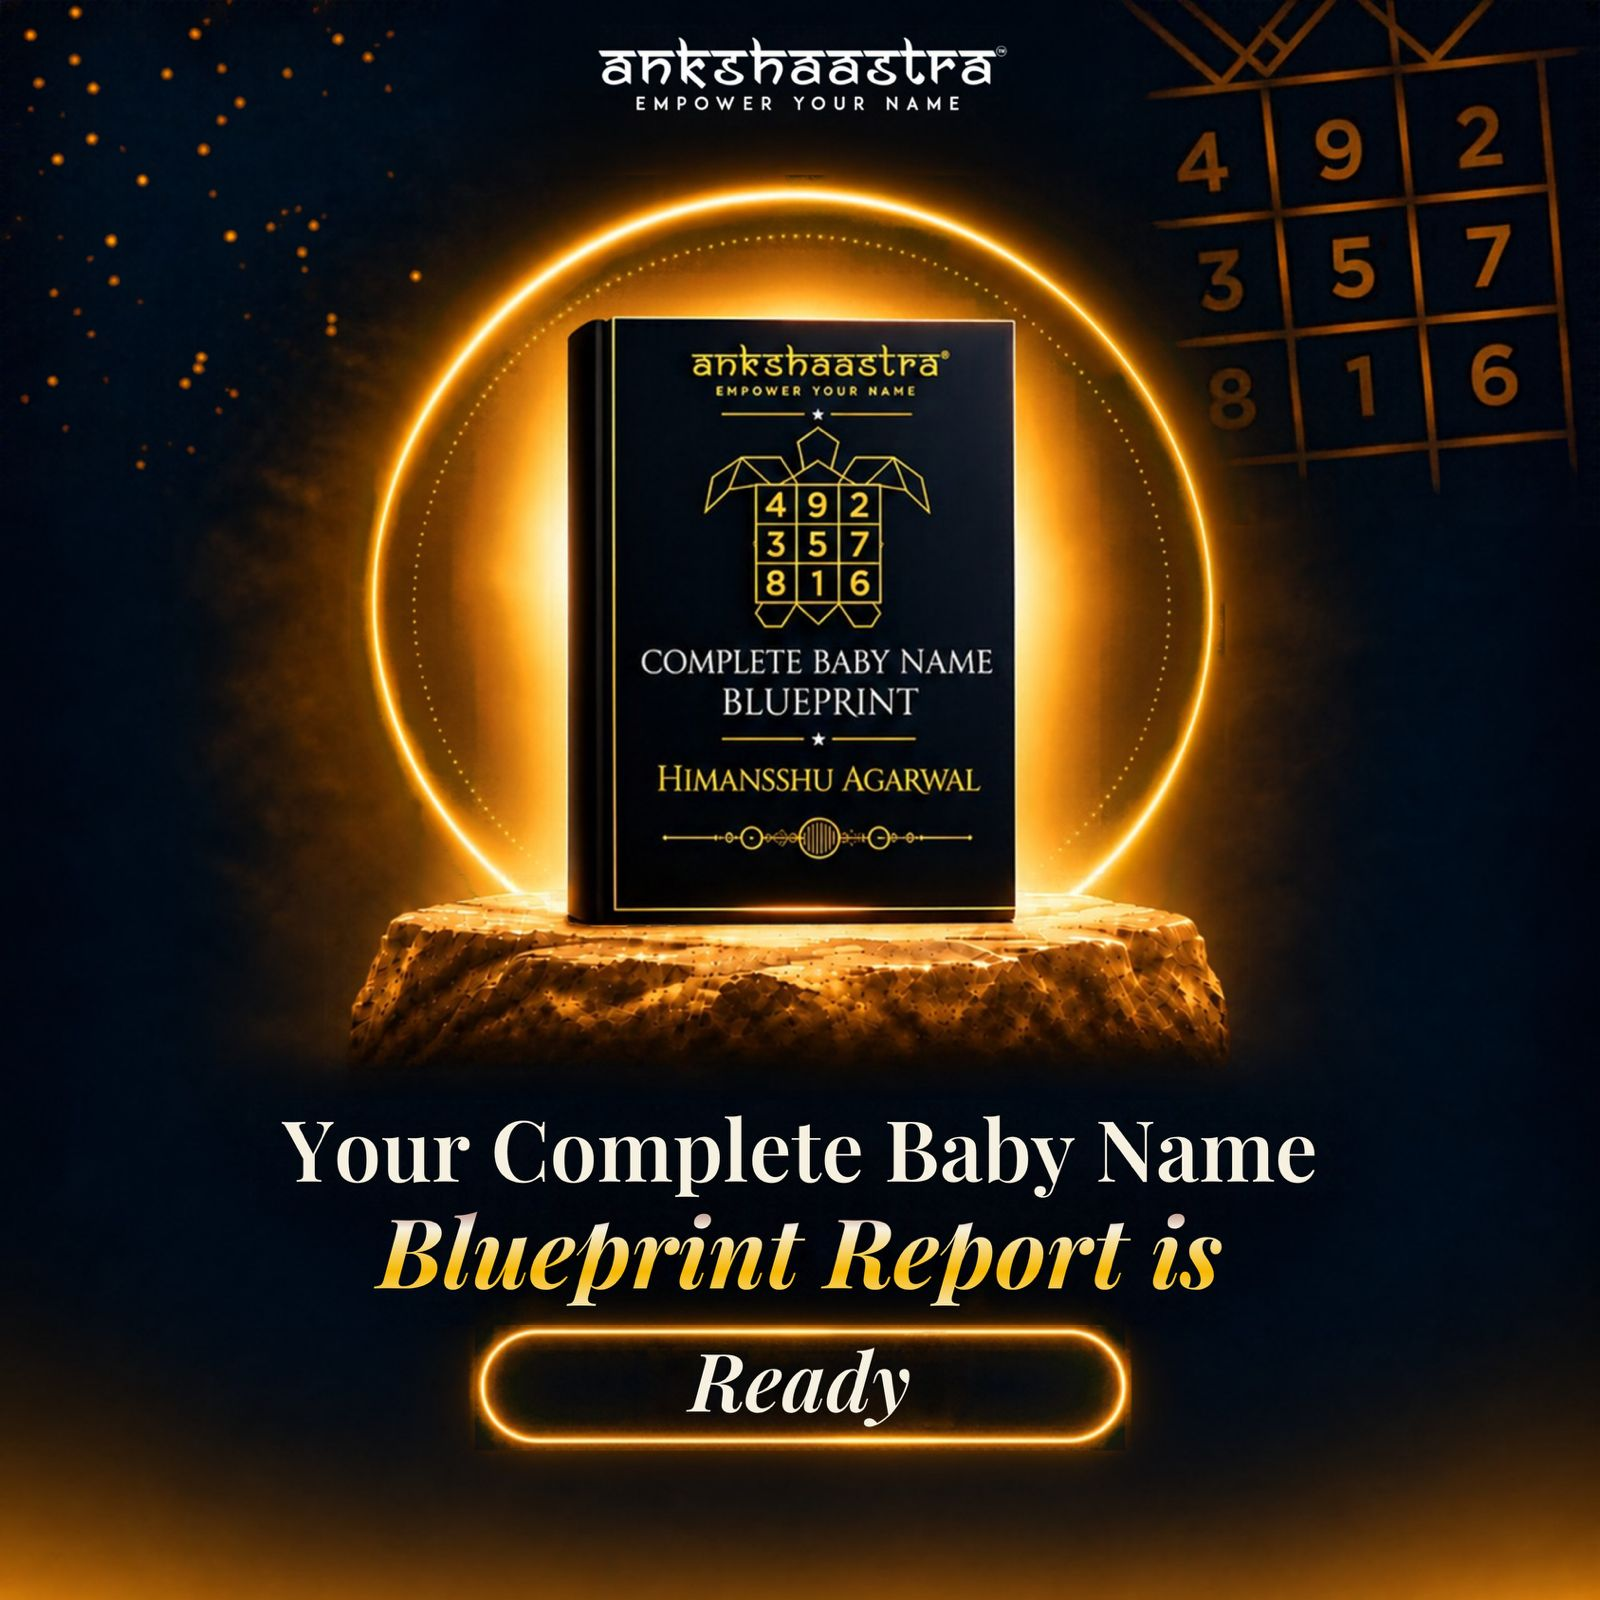 ankshaastra™
EMPOWER YOUR NAME
4 9 2
3 5 7
8 1 6
ankshaastra®
EMPOWER YOUR NAME
4 9 2
3 5 7
8 1 6
COMPLETE BABY NAME
BLUEPRINT
HIMANSSHU AGARWAL
Your Complete Baby Name
Blueprint Report is
Ready